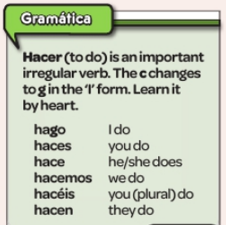 Gramática
Hacer (to do) is an important
irregular verb. The c changes
to g in the 'I' form. Learn it
by heart.
hago I do
haces you do
hace he/she does
hacemos we do
hacéis you (plural) do
hacen they do